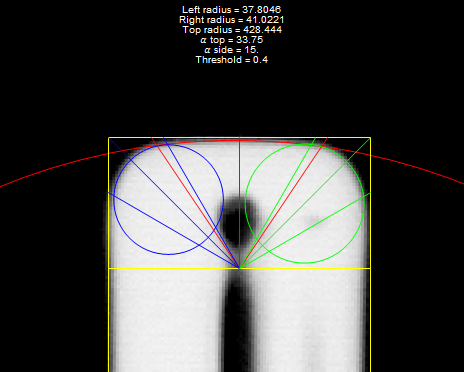 Left radius = 37.8046
Right radius = 41.0221
Top radius = 428.444
α top = 33.75
α side = 15.
Threshold = 0.4